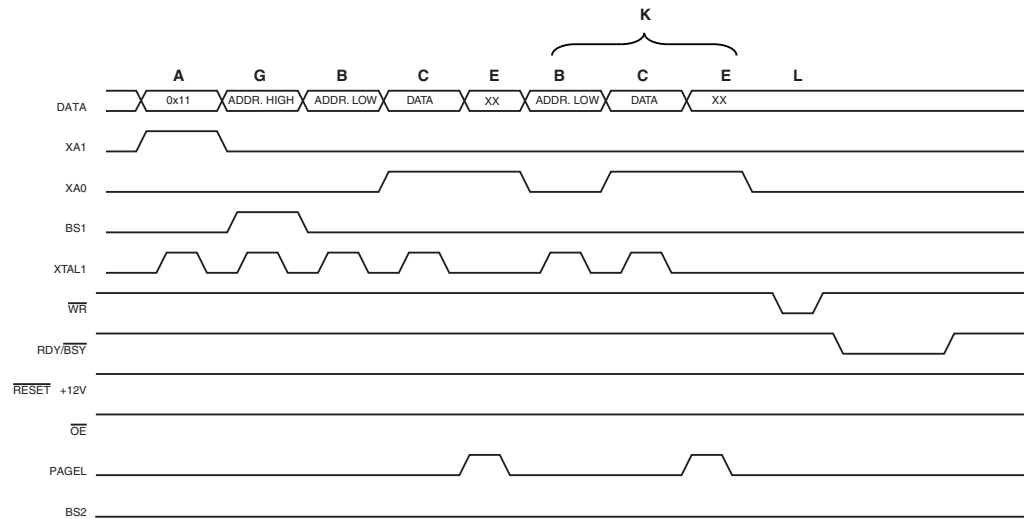 K
A G B C E B C E L
DATA 0x11 ADDR. HIGH ADDR. LOW DATA XX ADDR. LOW DATA XX
XA1
XA0
BS1
XTAL1
WR
RDY/BSY
RESET +12V
OE
PAGEL
BS2